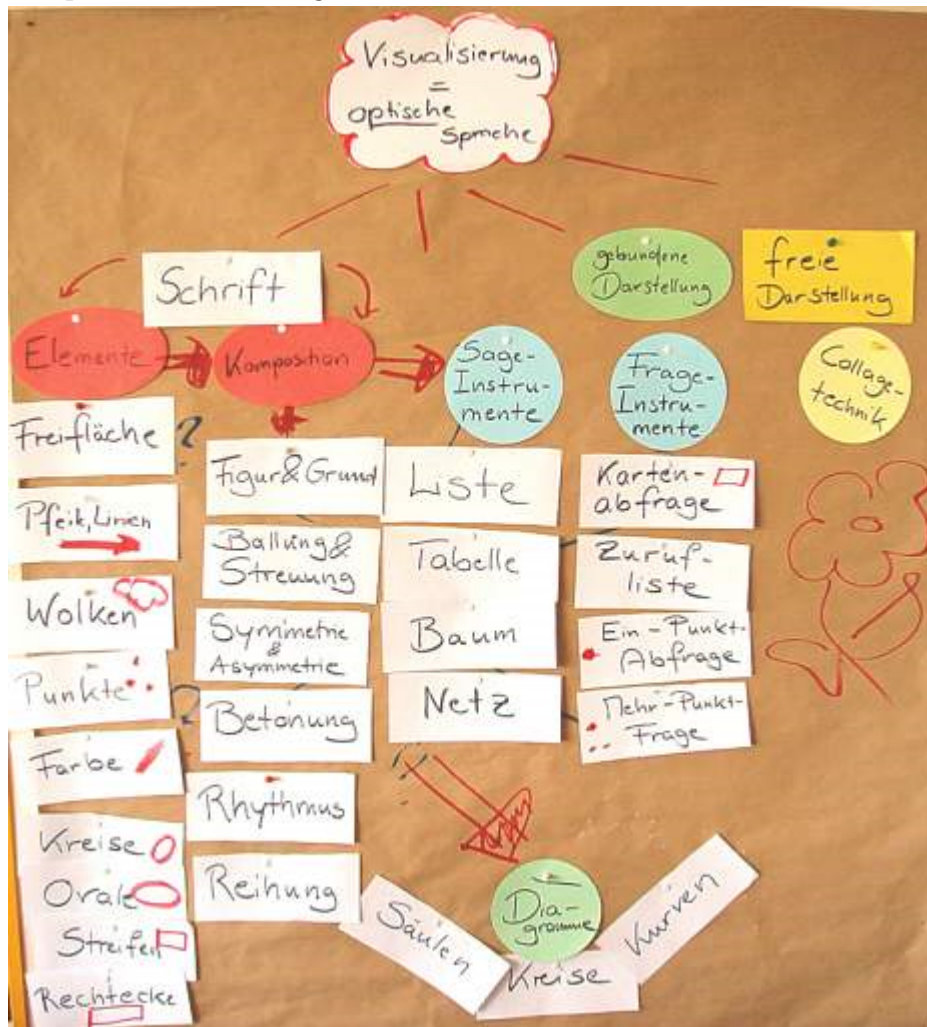 Visualisierung
=
optische
Sprache
Schrift
gebundene
Darstellung
freie
Darstellung
Elemente
Komposition
Sage-
Instru-
mente
Frage-
Instru-
mente
Collage-
technik
Freifläche ?
Pfeile, Linien
Wolken
Punkte ?
Farbe
Kreise
Ovale
Streifen
Rechtecke
Figur & Grund
Ballung &
Streuung
Symmetrie
&
Asymmetrie
Betonung
Rhythmus
Reihung
Liste
Tabelle
Baum
Netz
Karten-
abfrage
Zuruf-
liste
Ein-Punkt-
Abfrage
Mehr-Punkt-
Frage
Dia-
gramme
Säulen
Kreise
Kurven